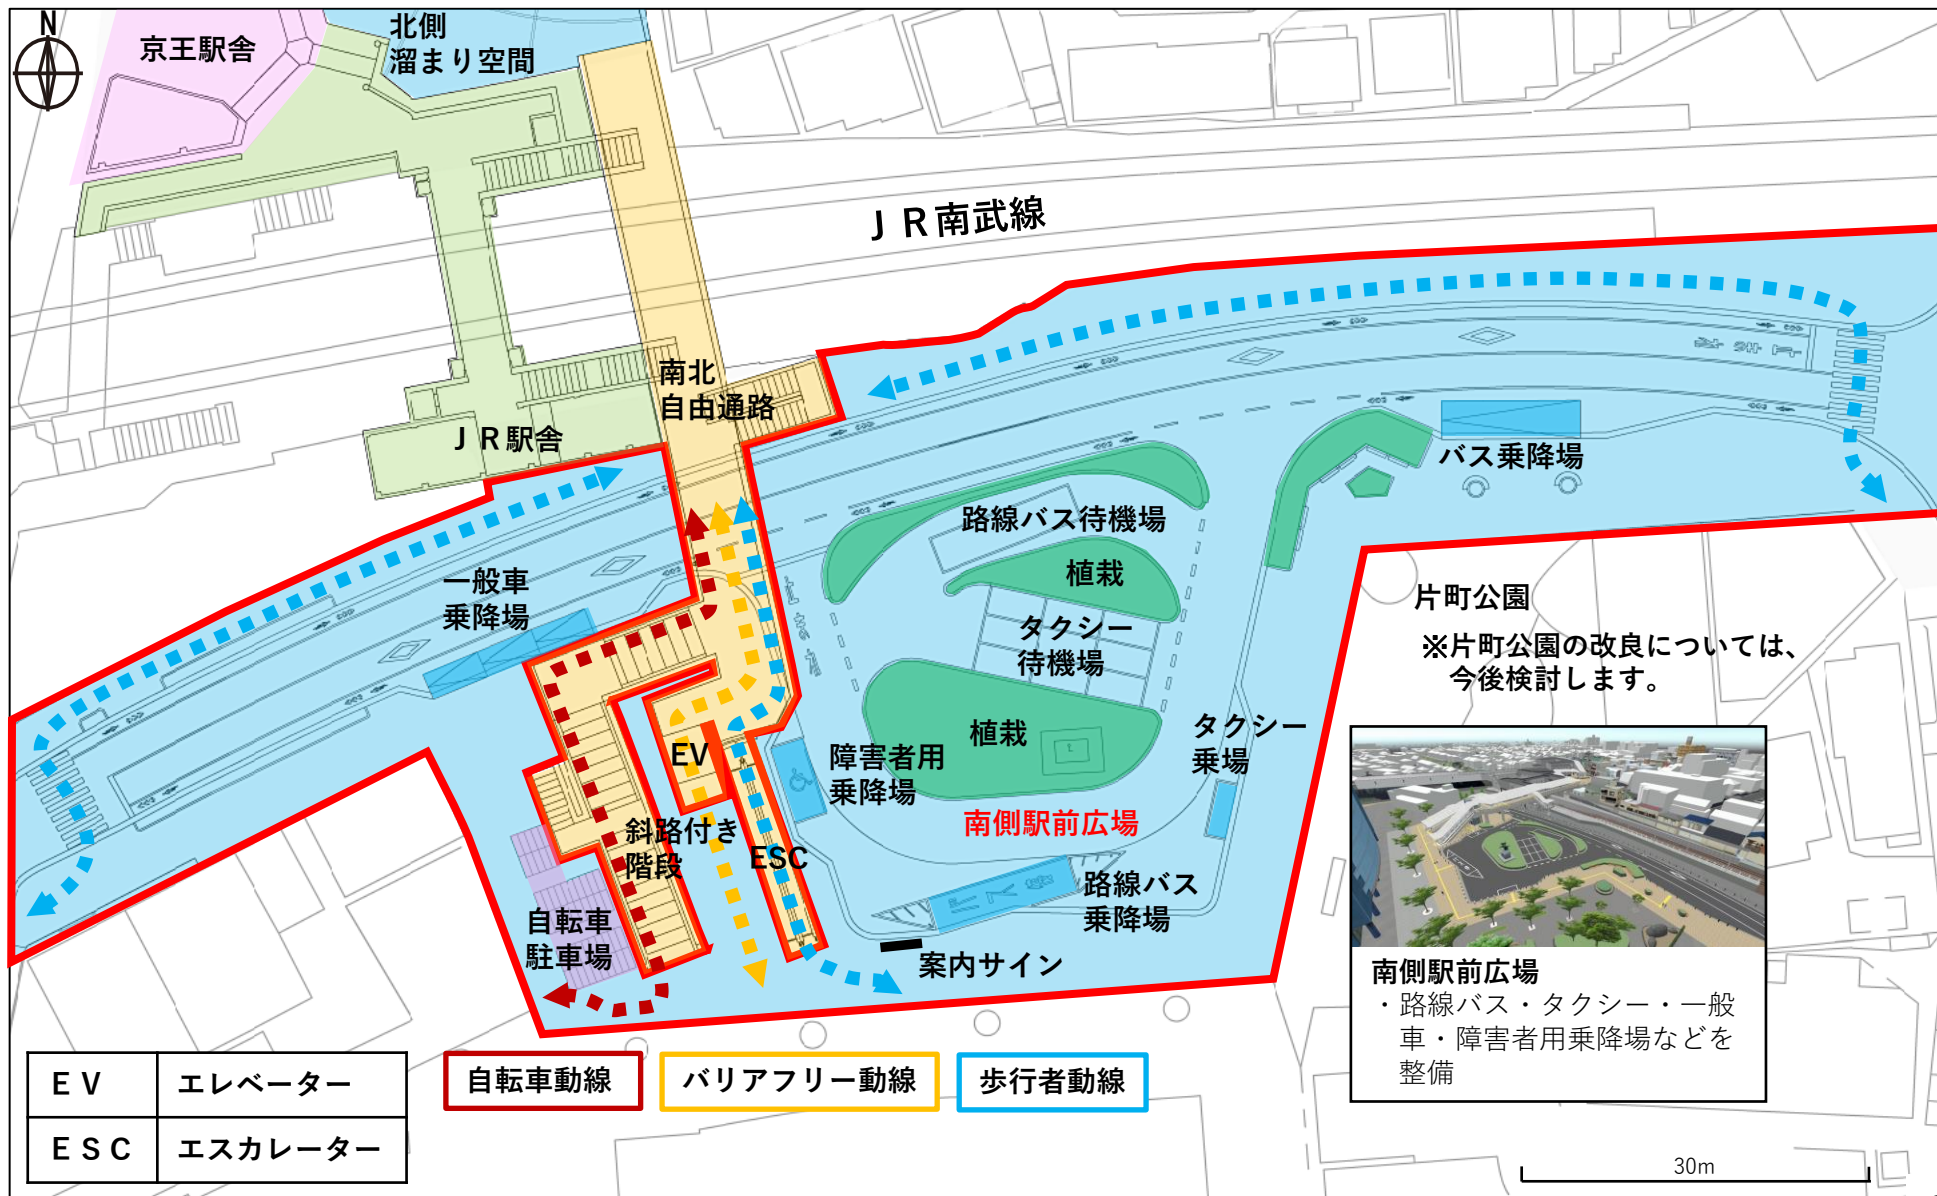 N
京王駅舎
北側
溜まり空間
ＪＲ南武線
南北
自由通路
ＪＲ駅舎
バス乗降場
路線バス待機場
植栽
一般車
乗降場
タクシー
待機場
片町公園
※片町公園の改良については、
今後検討します。
植栽
タクシー
乗場
EV
障害者用
乗降場
南側駅前広場
斜路付き
階段
ESC
路線バス
乗降場
自転車
駐車場
案内サイン
南側駅前広場
・路線バス・タクシー・一般
車・障害者用乗降場などを
整備
ＥＶ エレベーター
ＥＳＣ エスカレーター
自転車動線
バリアフリー動線
歩行者動線
30m